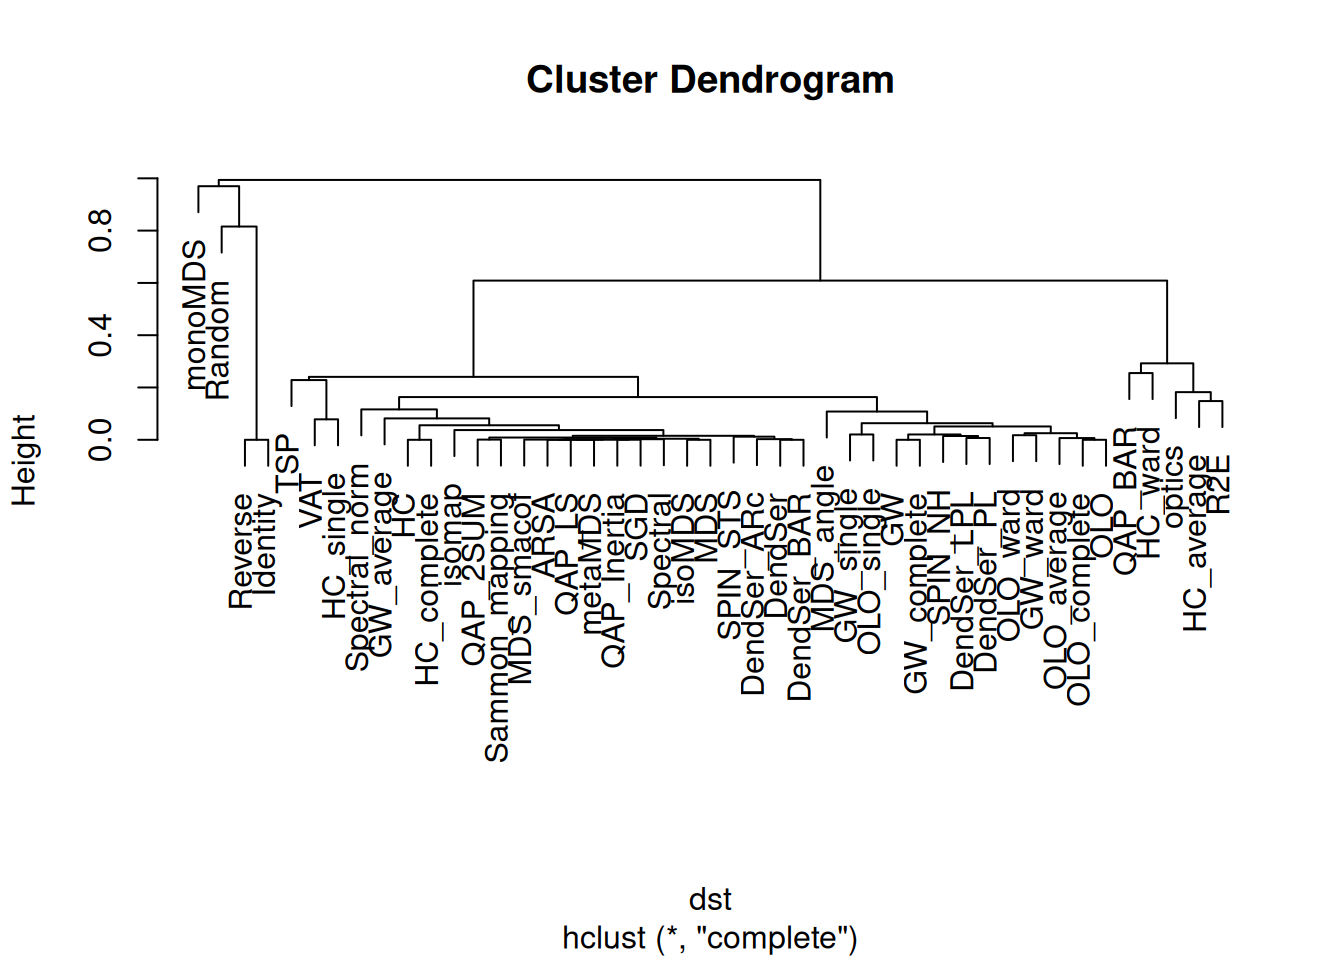 Cluster Dendrogram
Height
0.0
0.4
0.8
monoMDS
Random
Reverse
Identity
TSP
VAT
HC_single
Spectral_norm
GW_average
HC
HC_complete
isomap
QAP_2SUM
Sammon_mapping
MDS_smacof
ARSA
QAP_LS
metaMDS
QAP_Inertia
SGD
Spectral
isoMDS
MDS
SPIN_STS
DendSer_ARc
DendSer
DendSer_BAR
MDS_angle
GW_single
OLO_single
GW
GW_complete
SPIN_NH
DendSer_LPL
DendSer_PL
OLO_ward
GW_ward
OLO_average
OLO_complete
OLO
QAP_BAR
HC_ward
optics
HC_average
R2E
dst
hclust (*, "complete")